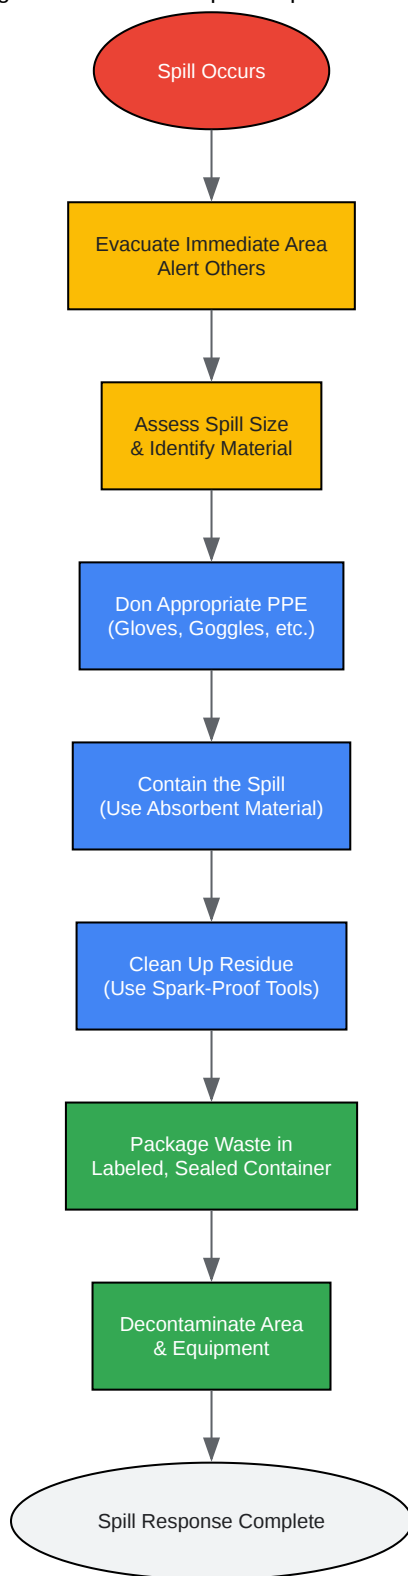 Spill Occurs
Evacuate Immediate Area
Alert Others
Assess Spill Size
& Identify Material
Don Appropriate PPE
(Gloves, Goggles, etc.)
Contain the Spill
(Use Absorbent Material)
Clean Up Residue
(Use Spark-Proof Tools)
Package Waste in
Labeled, Sealed Container
Decontaminate Area
& Equipment
Spill Response Complete